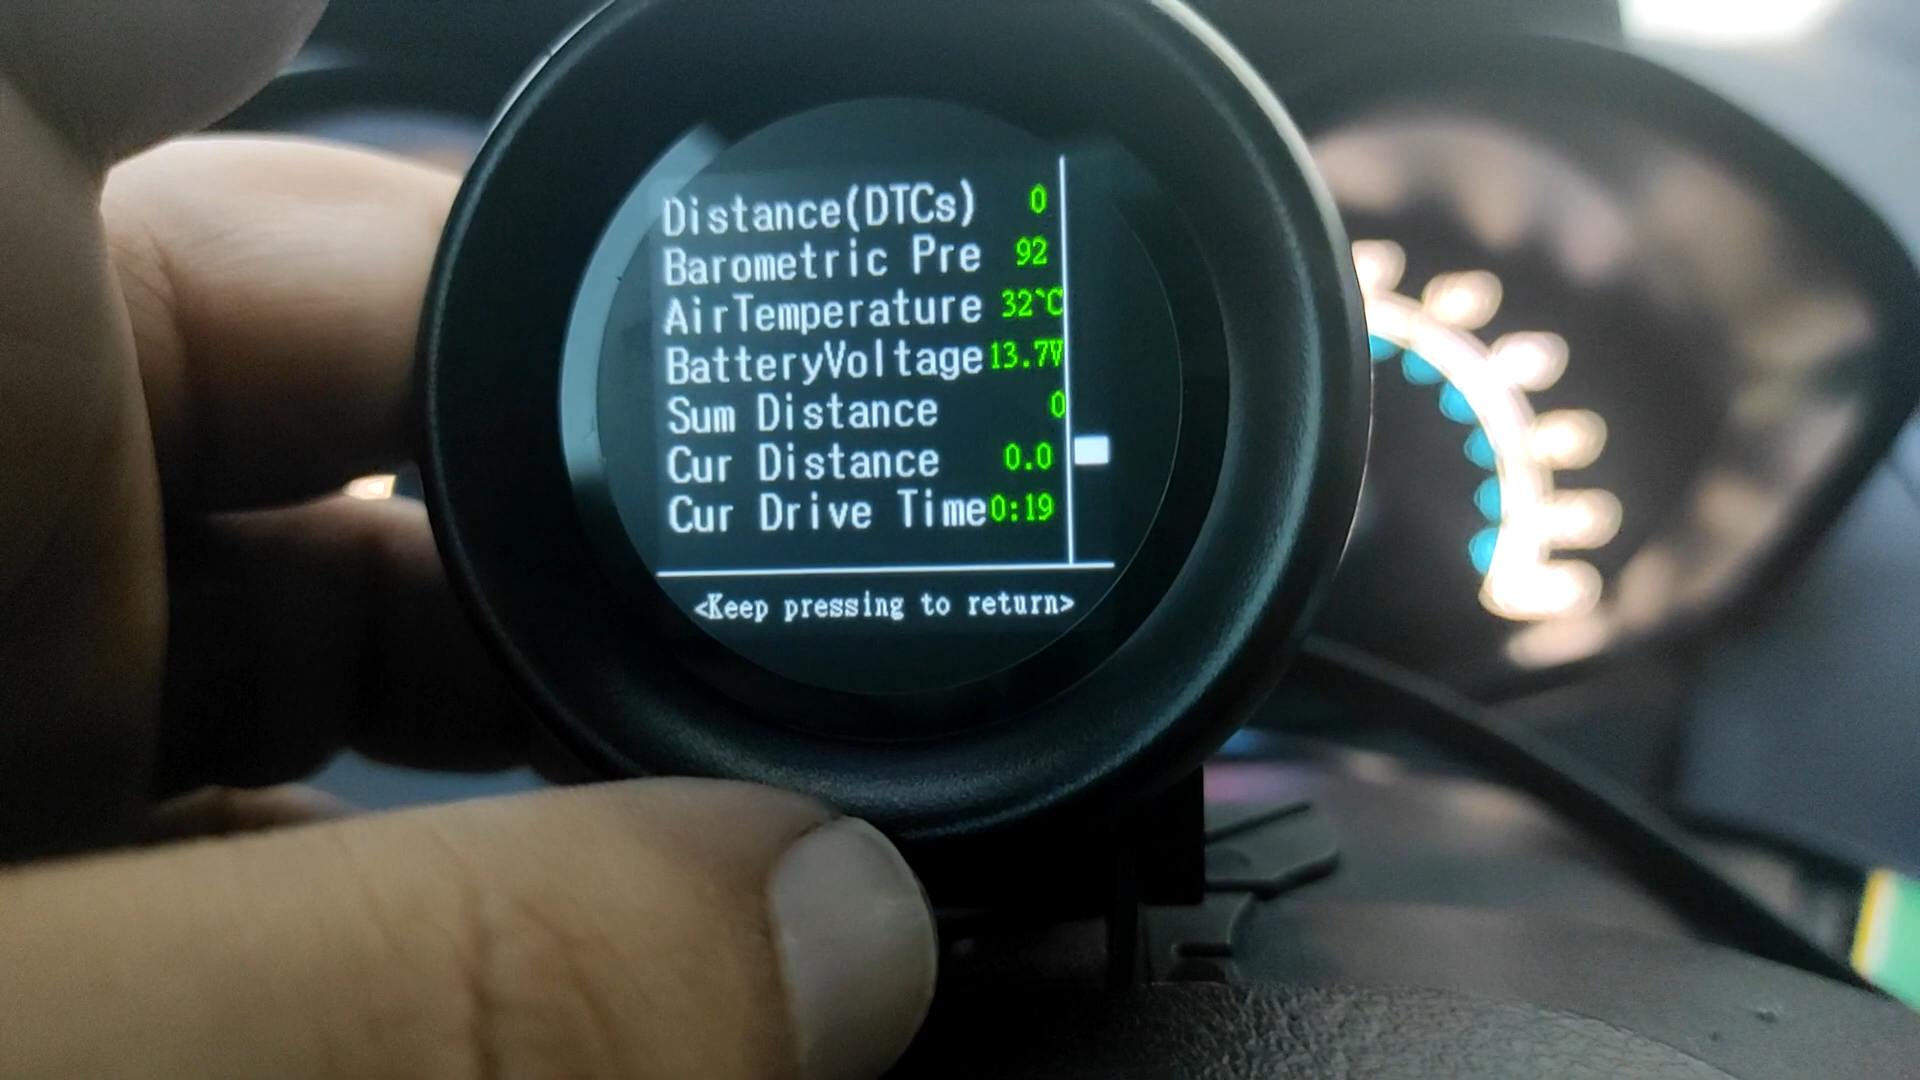 Distance(DTCs) 0
Barometric Pre 92
AirTemperature 32`C
BatteryVoltage 13.7V
Sum Distance 0
Cur Distance 0.0
Cur Drive Time 0:19
<Keep pressing to return>